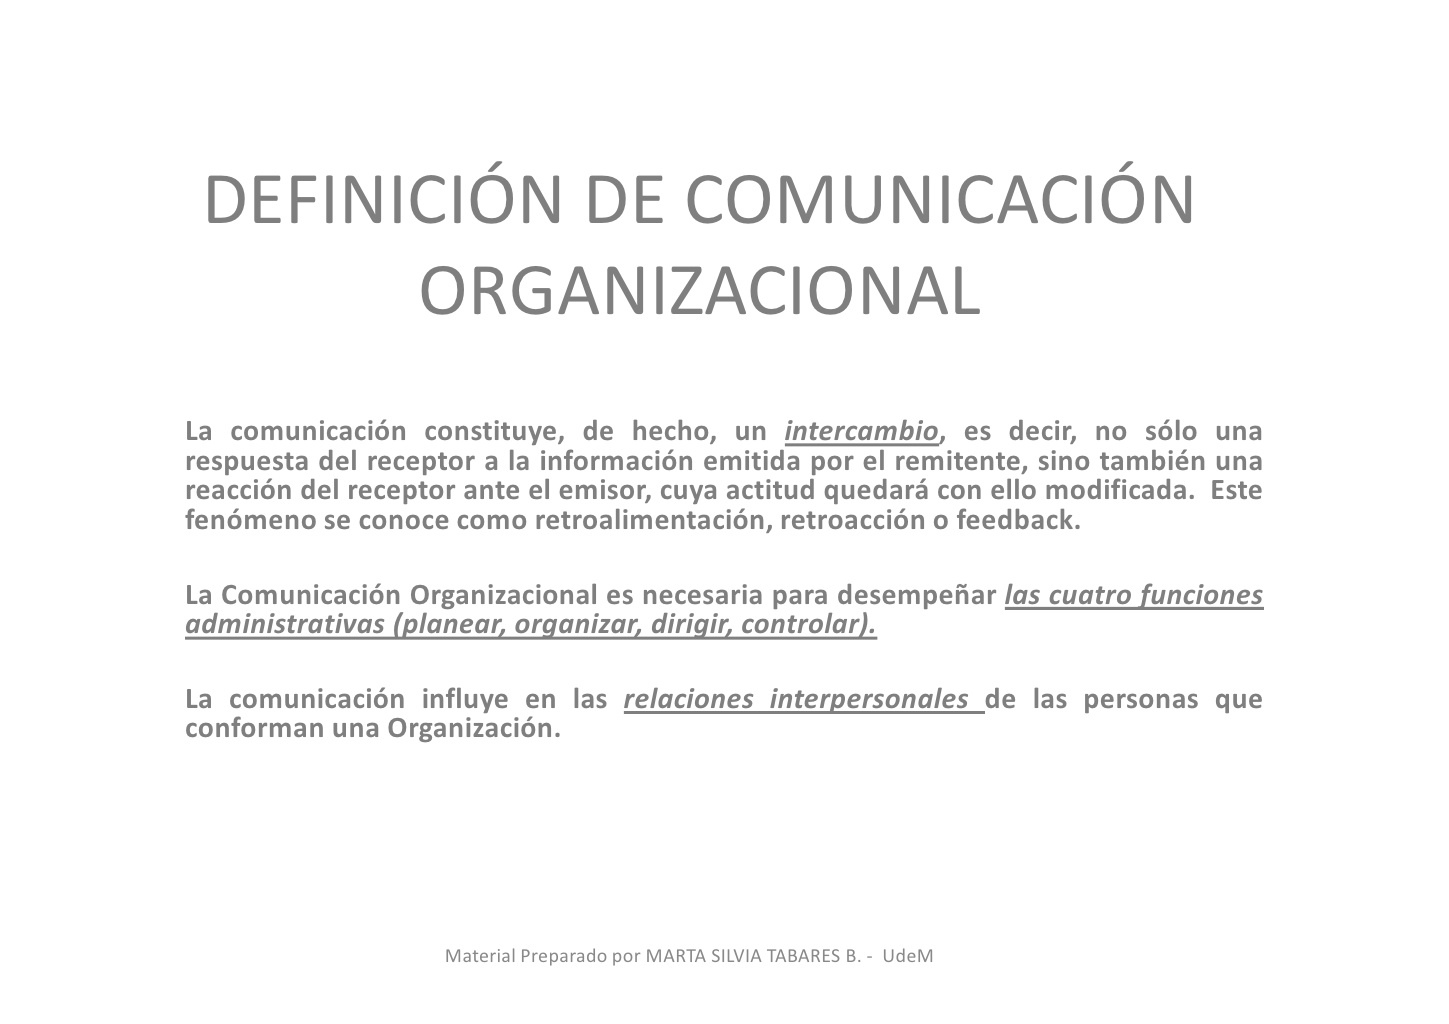 DEFINICIÓN DE COMUNICACIÓN
ORGANIZACIONAL
La comunicación constituye, de hecho, un intercambio, es decir, no sólo una
respuesta del receptor a la información emitida por el remitente, sino también una
reacción del receptor ante el emisor, cuya actitud quedará con ello modificada.  Este
fenómeno se conoce como retroalimentación, retroacción o feedback.
La Comunicación Organizacional es necesaria para desempeñar las cuatro funciones
administrativas (planear, organizar, dirigir, controlar).
La comunicación influye en las relaciones interpersonales de las personas que
conforman una Organización.
Material Preparado por MARTA SILVIA TABARES B. -  UdeM